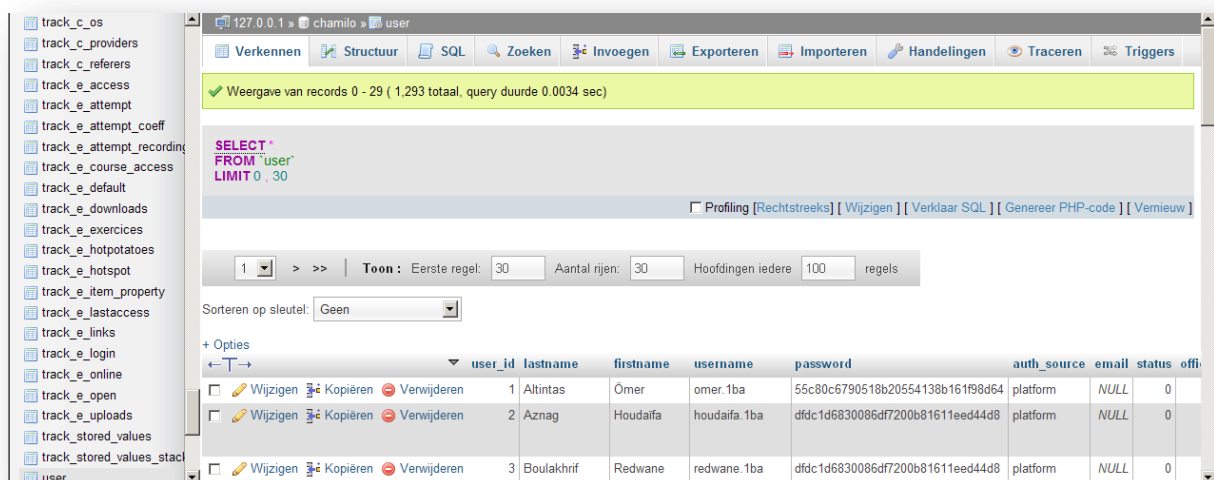 track_c_os
track_c_providers
track_c_referers
track_e_access
track_e_attempt
track_e_attempt_coeff
track_e_attempt_recording
track_e_course_access
track_e_default
track_e_downloads
track_e_exercices
track_e_hotpotatoes
track_e_hotspot
track_e_item_property
track_e_lastaccess
track_e_links
track_e_login
track_e_online
track_e_open
track_e_uploads
track_stored_values
track_stored_values_stack
user
127.0.0.1 » chamilo » user
Verkennen Structuur SQL Zoeken Invoegen Exporteren Importeren Handelingen Traceren Triggers
Weergave van records 0 - 29 ( 1,293 totaal, query duurde 0.0034 sec)
SELECT *
FROM `user`
LIMIT 0 , 30
Profiling [Rechtstreeks] [ Wijzigen ] [ Verklaar SQL ] [ Genereer PHP-code ] [ Vernieuw ]
1 > >> | Toon : Eerste regel: 30 Aantal rijen: 30 Hoofdingen iedere 100 regels
Sorteren op sleutel: Geen
+ Opties
←T→ user_id lastname firstname username password auth_source email status offi
Wijzigen Kopiëren Verwijderen 1 Altintas Ömer omer.1ba 55c80c6790518b20554138b161f98d64 platform NULL 0
Wijzigen Kopiëren Verwijderen 2 Aznag Houdaïfa houdaifa.1ba dfdc1d6830086df7200b81611eed44d8 platform NULL 0
Wijzigen Kopiëren Verwijderen 3 Boulakhrif Redwane redwane.1ba dfdc1d6830086df7200b81611eed44d8 platform NULL 0